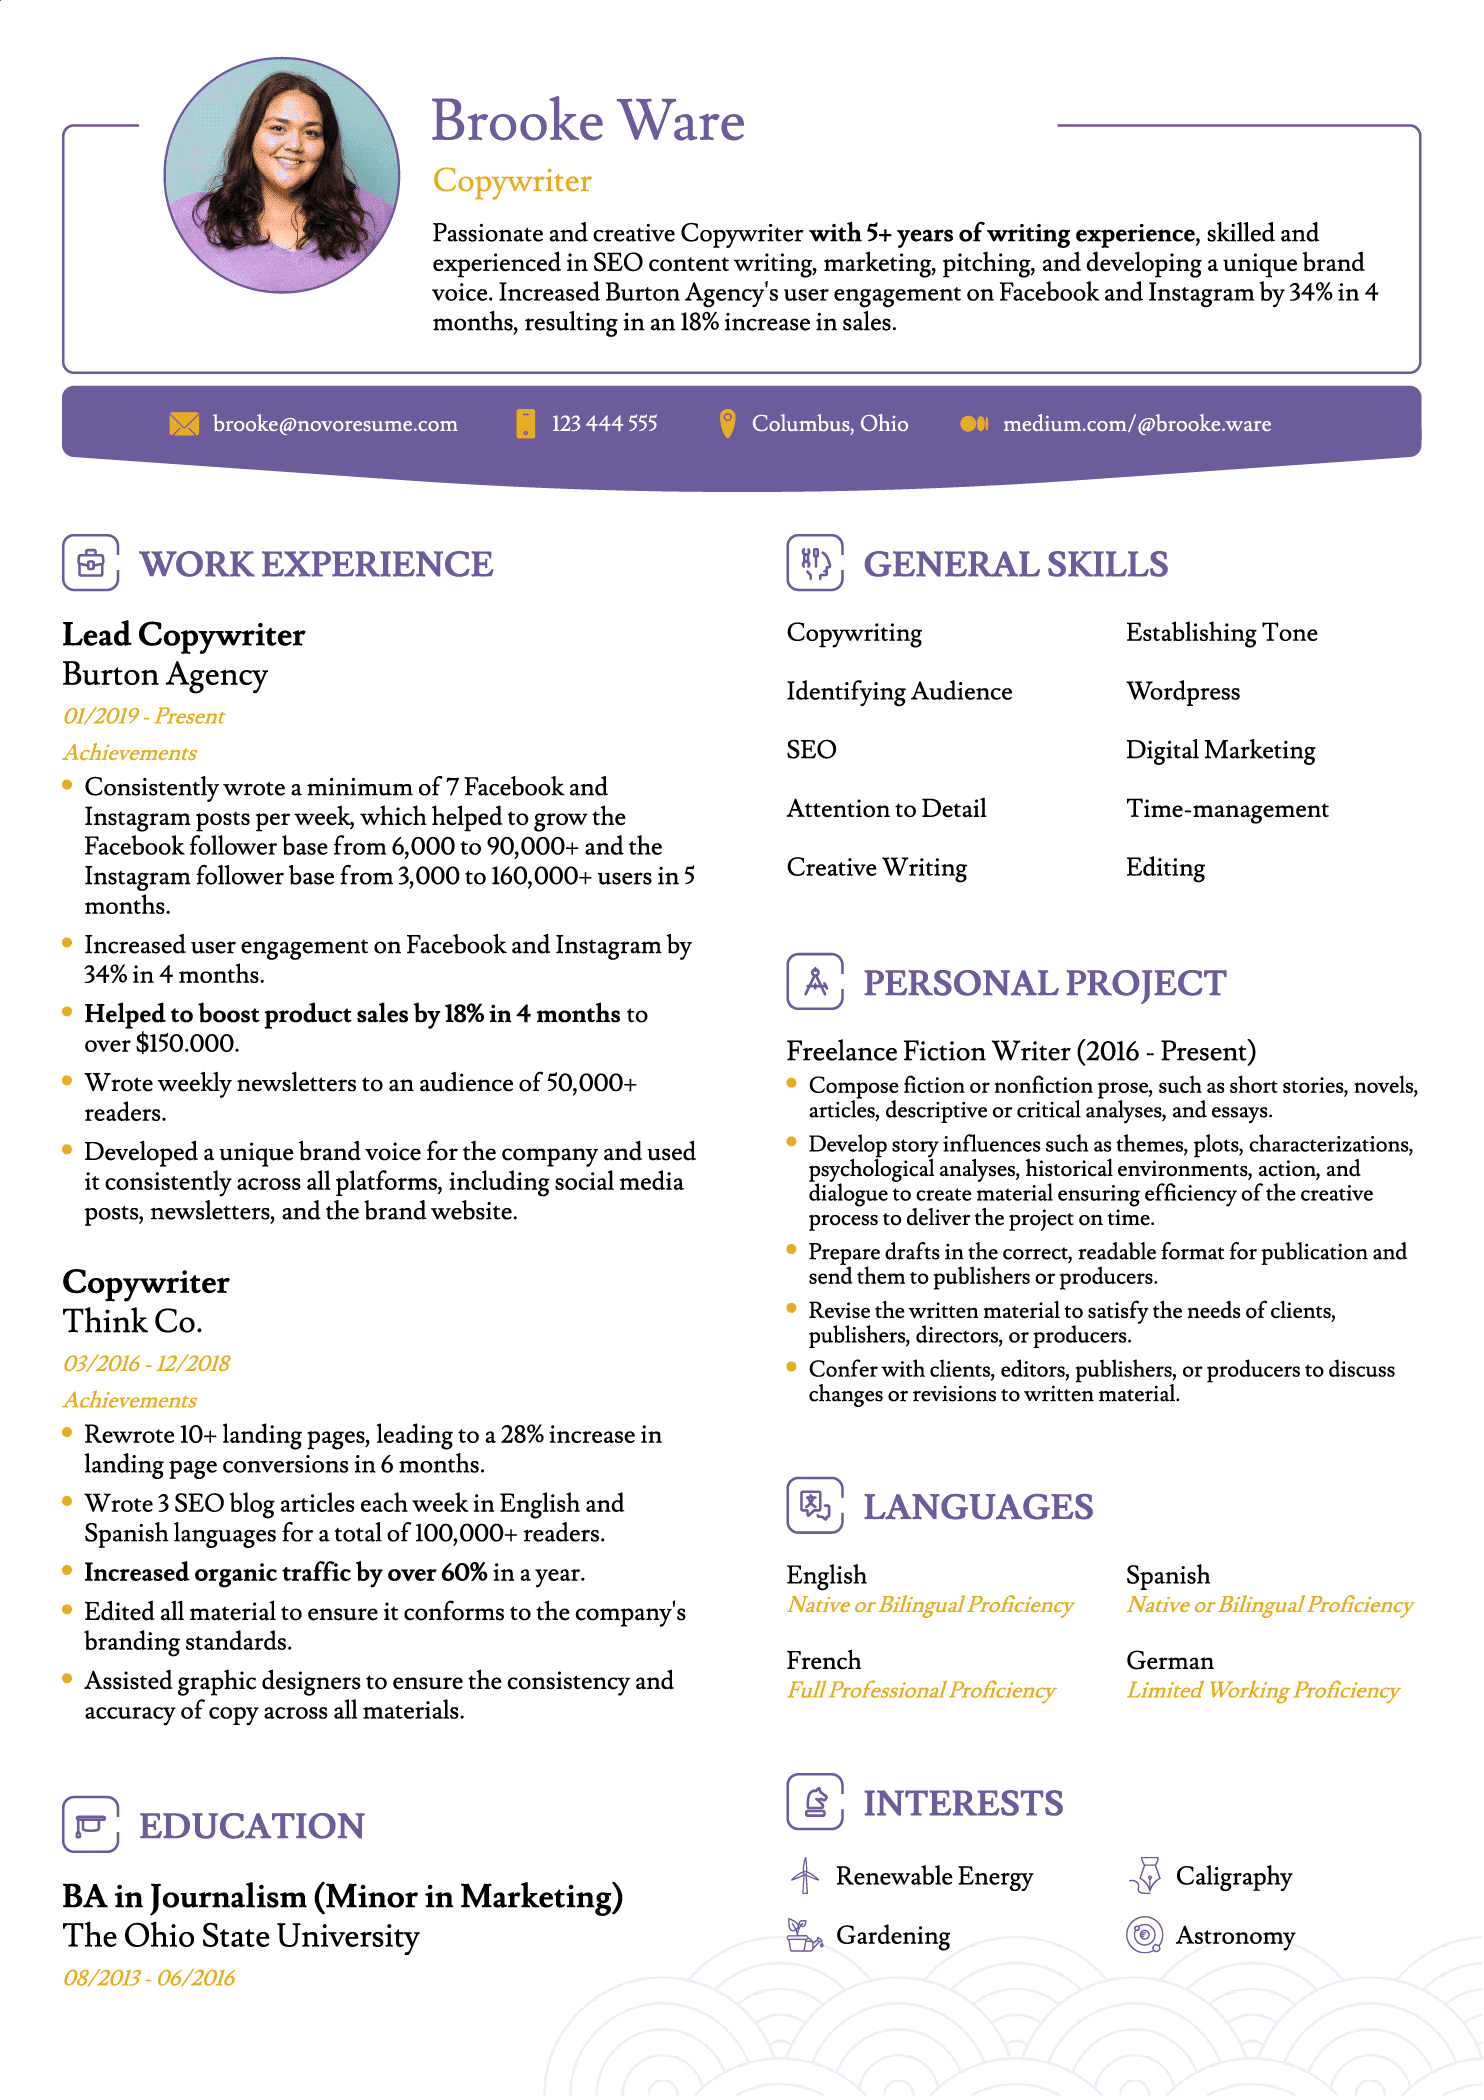 Brooke Ware
Copywriter
Passionate and creative Copywriter with 5+ years of writing experience, skilled and
experienced in SEO content writing, marketing, pitching, and developing a unique brand
voice. Increased Burton Agency's user engagement on Facebook and Instagram by 34% in 4
months, resulting in an 18% increase in sales.
brooke@novoresume.com
123 444 555
Columbus, Ohio
medium.com/@brooke.ware
WORK EXPERIENCE
Lead Copywriter
Burton Agency
01/2019 - Present
Achievements
Consistently wrote a minimum of 7 Facebook and
Instagram posts per week, which helped to grow the
Facebook follower base from 6,000 to 90,000+ and the
Instagram follower base from 3,000 to 160,000+ users in 5
months.
Increased user engagement on Facebook and Instagram by
34% in 4 months.
Helped to boost product sales by 18% in 4 months to
over $150.000.
Wrote weekly newsletters to an audience of 50,000+
readers.
Developed a unique brand voice for the company and used
it consistently across all platforms, including social media
posts, newsletters, and the brand website.
Copywriter
Think Co.
03/2016 - 12/2018
Achievements
Rewrote 10+ landing pages, leading to a 28% increase in
landing page conversions in 6 months.
Wrote 3 SEO blog articles each week in English and
Spanish languages for a total of 100,000+ readers.
Increased organic traffic by over 60% in a year.
Edited all material to ensure it conforms to the company's
branding standards.
Assisted graphic designers to ensure the consistency and
accuracy of copy across all materials.
EDUCATION
BA in Journalism (Minor in Marketing)
The Ohio State University
08/2013 - 06/2016
GENERAL SKILLS
Copywriting
Establishing Tone
Identifying Audience
Wordpress
SEO
Digital Marketing
Attention to Detail
Time-management
Creative Writing
Editing
PERSONAL PROJECT
Freelance Fiction Writer (2016 - Present)
Compose fiction or nonfiction prose, such as short stories, novels,
articles, descriptive or critical analyses, and essays.
Develop story influences such as themes, plots, characterizations,
psychological analyses, historical environments, action, and
dialogue to create material ensuring efficiency of the creative
process to deliver the project on time.
Prepare drafts in the correct, readable format for publication and
send them to publishers or producers.
Revise the written material to satisfy the needs of clients,
publishers, directors, or producers.
Confer with clients, editors, publishers, or producers to discuss
changes or revisions to written material.
LANGUAGES
English
Native or Bilingual Proficiency
Spanish
Native or Bilingual Proficiency
French
Full Professional Proficiency
German
Limited Working Proficiency
INTERESTS
Renewable Energy
Caligraphy
Gardening
Astronomy